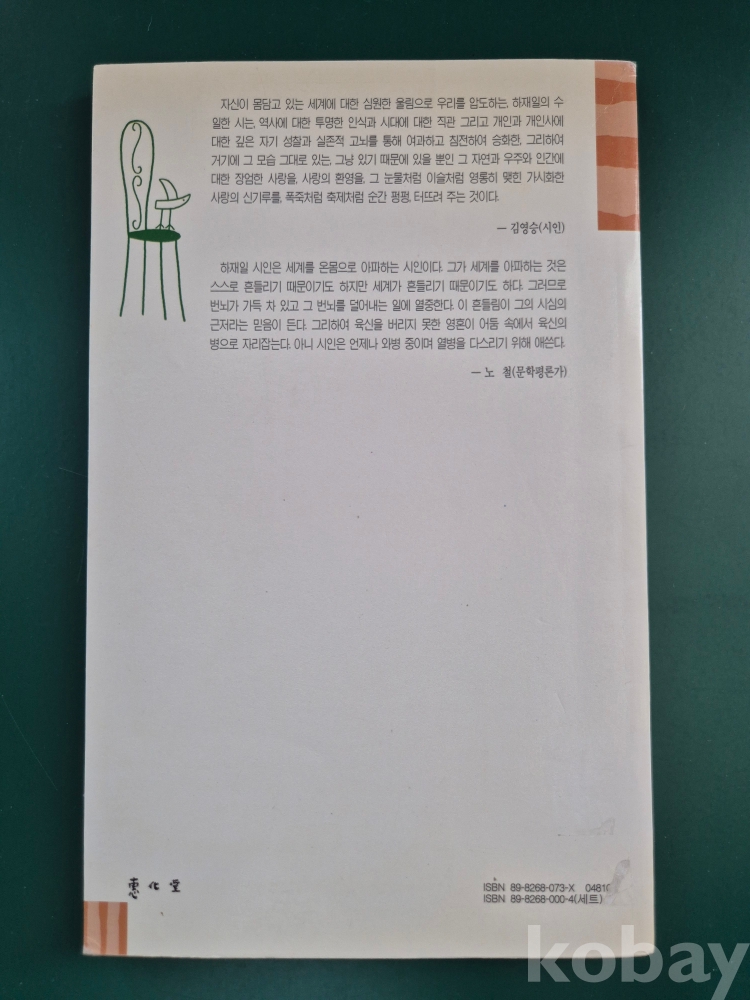 자신이 몸담고 있는 세계에 대한 심원한 울림으로 우리를 압도하는, 하재일의 수
일한 시는, 역사에 대한 투명한 인식과 시대에 대한 직관 그리고 개인과 개인사에
대한 깊은 자기 성찰과 실존적 고뇌를 통해 여과하고 침전하여 승화한, 그리하여
거기에 그 모습 그대로 있는, 그냥 있기 때문에 있을 뿐인 그 자연과 우주와 인간에
대한 장엄한 사랑을, 사랑의 환영을, 그 눈물처럼 이슬처럼 영롱히 맺힌 가시화한
사랑의 신기루를, 폭죽처럼 축제처럼 순간 펑펑, 터뜨려 주는 것이다.
― 김영승(시인)
하재일 시인은 세계를 온몸으로 아파하는 시인이다. 그가 세계를 아파하는 것은
스스로 흔들리기 때문이기도 하지만 세계가 흔들리기 때문이기도 하다. 그러므로
번뇌가 가득 차 있고 그 번뇌를 덜어내는 일에 열중한다. 이 흔들림이 그의 시심의
근저라는 믿음이 든다. 그리하여 육신을 버리지 못한 영혼이 어둠 속에서 육신의
병으로 자리잡는다. 아니 시인은 언제나 와병 중이며 열병을 다스리기 위해 애쓴다.
― 노 철(문학평론가)
惠化堂
ISBN 89-8268-073-X 0481
ISBN 89-8268-000-4(세트)
kobay